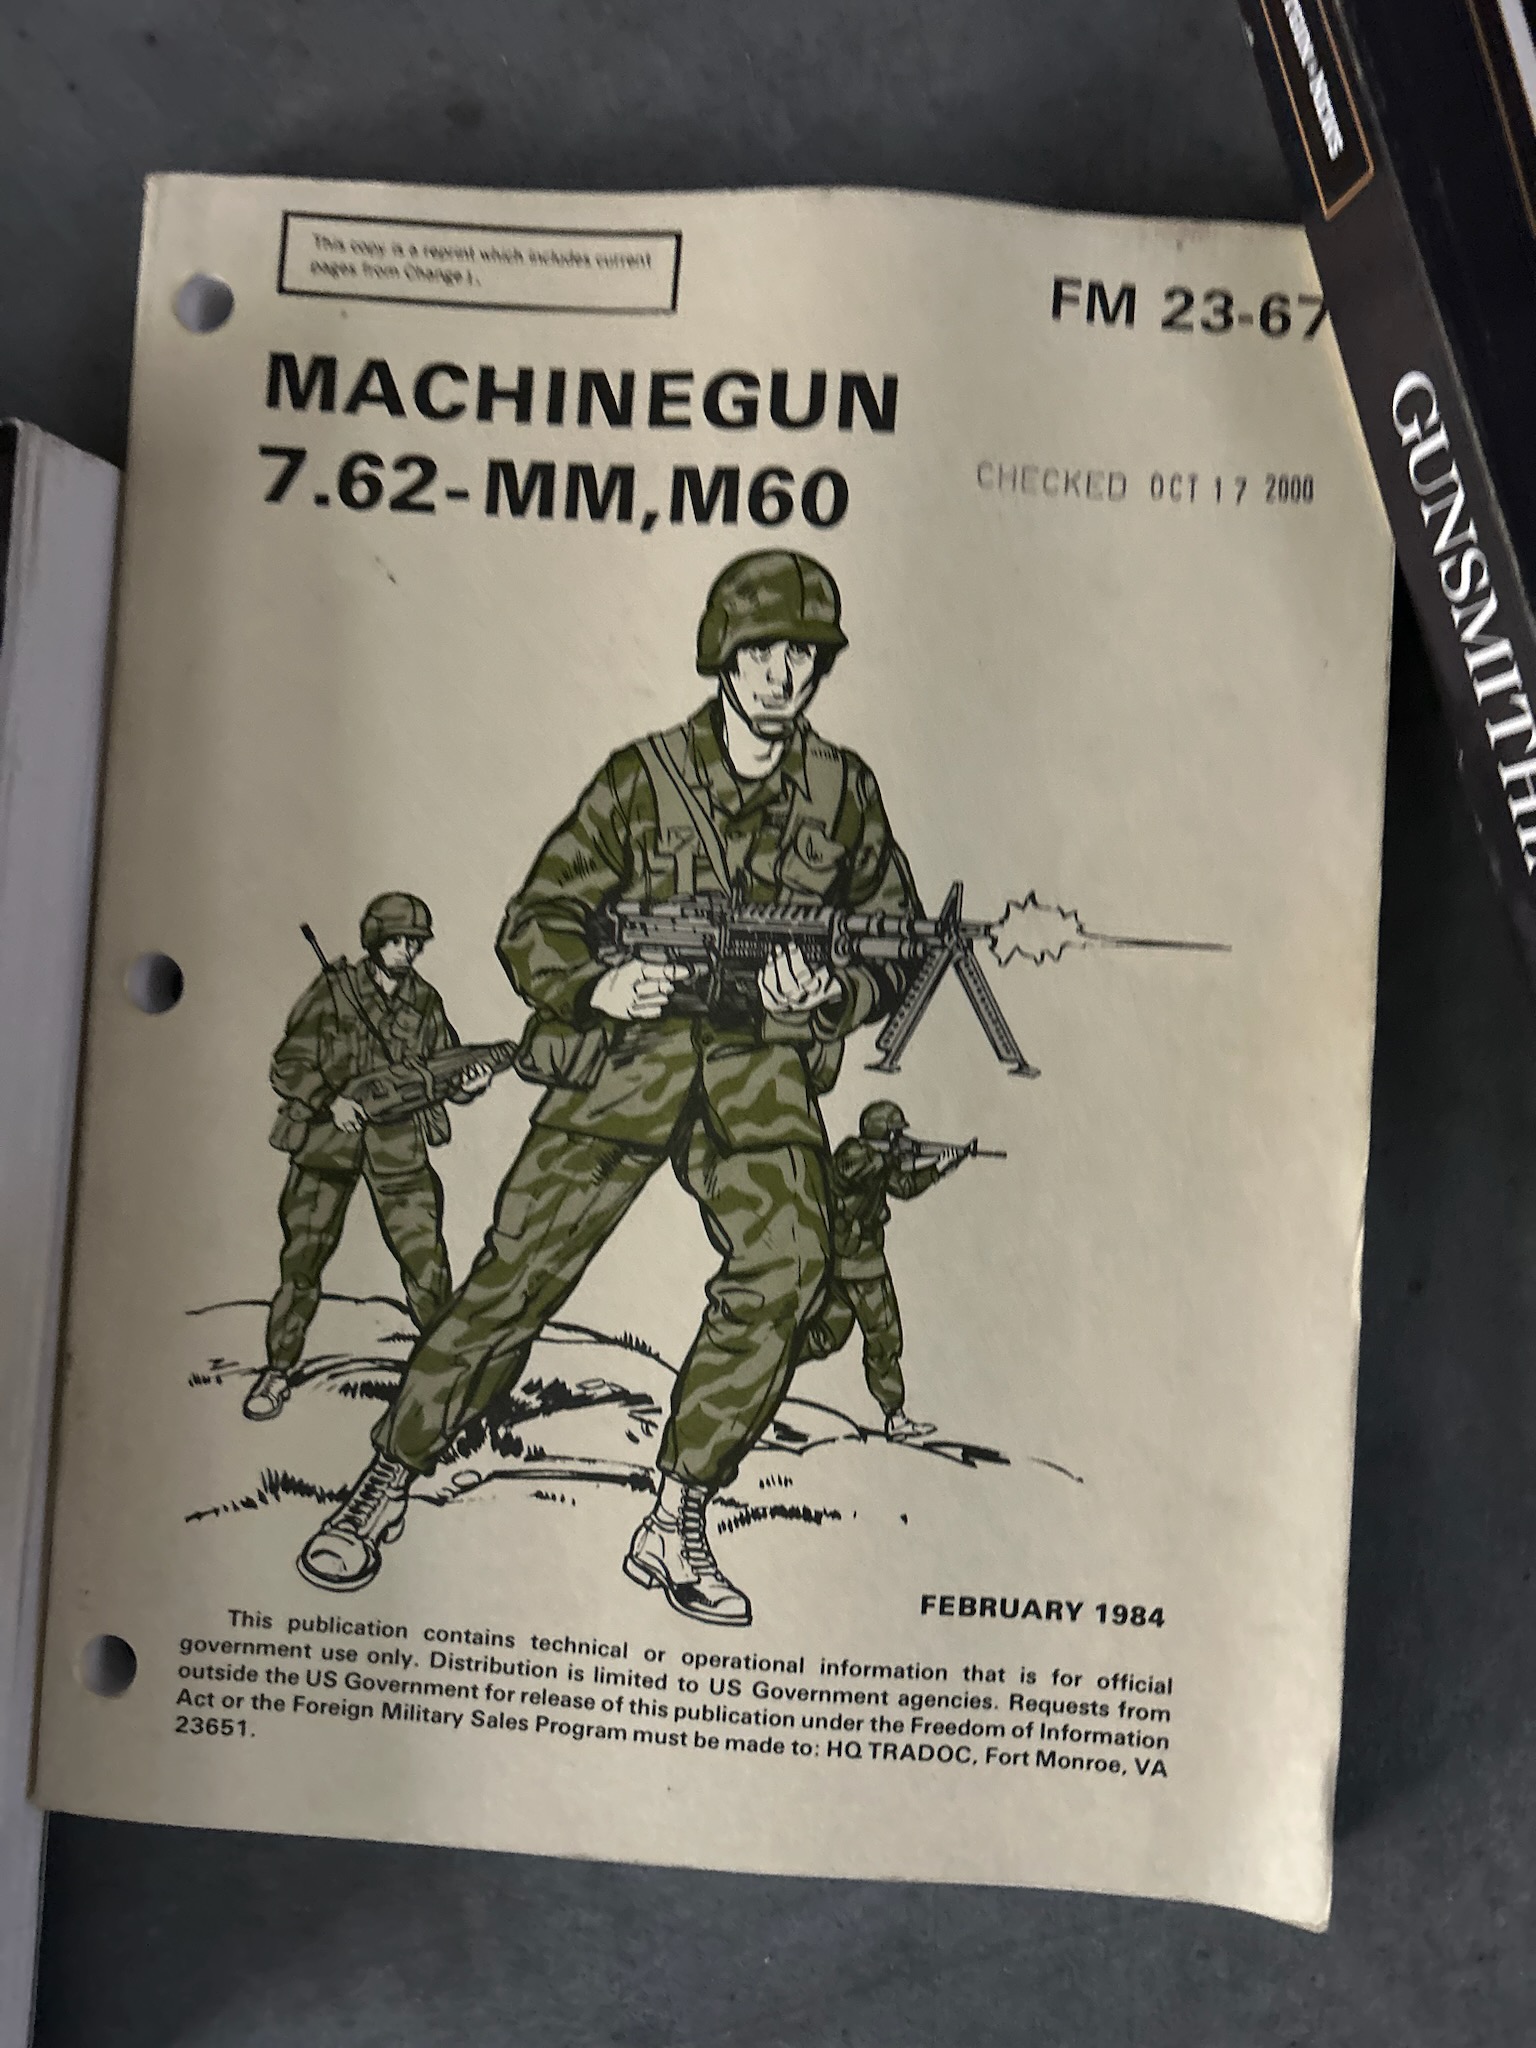 This copy is a reprint which includes current
pages from Change 1.
FM 23-67
MACHINEGUN
7.62-MM, M60
CHECKED OCT 17 2000
FEBRUARY 1984
This publication contains technical or operational information that is for official
government use only. Distribution is limited to US Government agencies. Requests from
outside the US Government for release of this publication under the Freedom of Information
Act or the Foreign Military Sales Program must be made to: HQ TRADOC, Fort Monroe, VA
23651.
GUNSMITHI